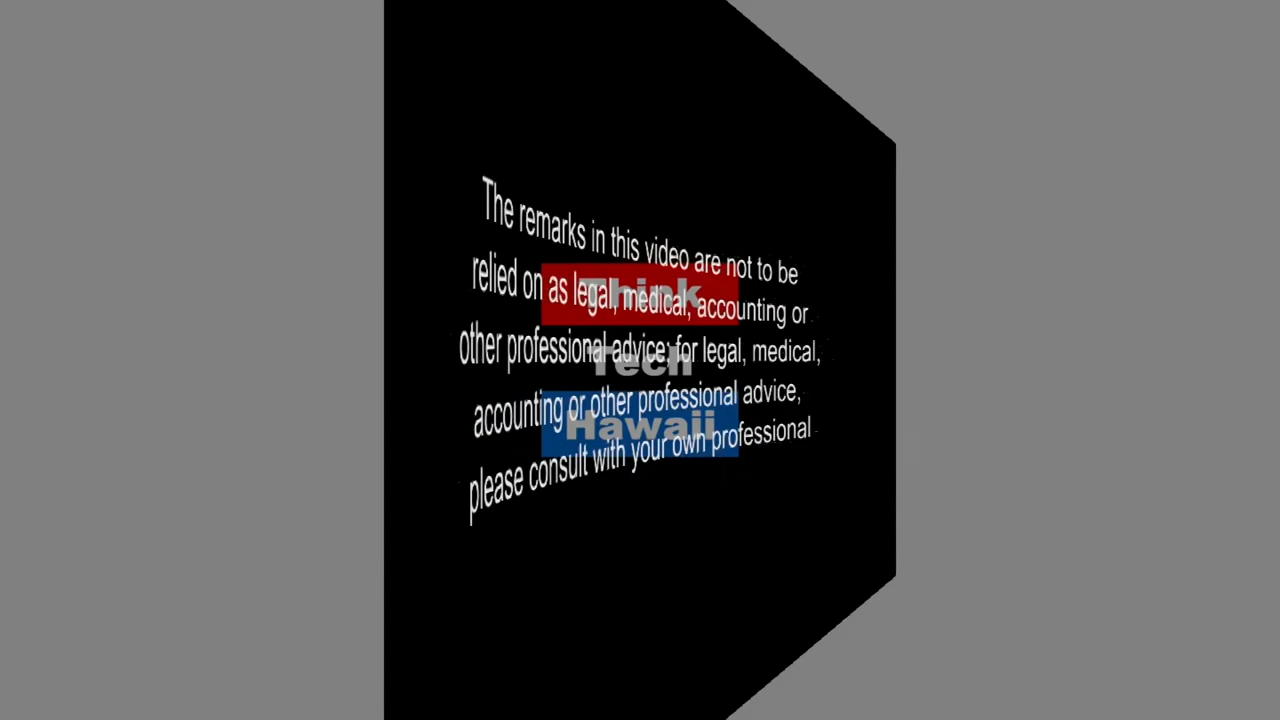 The remarks in this video are not to be
relied on as legal, medical, accounting or
other professional advice; for legal, medical,
accounting or other professional advice,
please consult with your own professional
Think
Tech
Hawaii